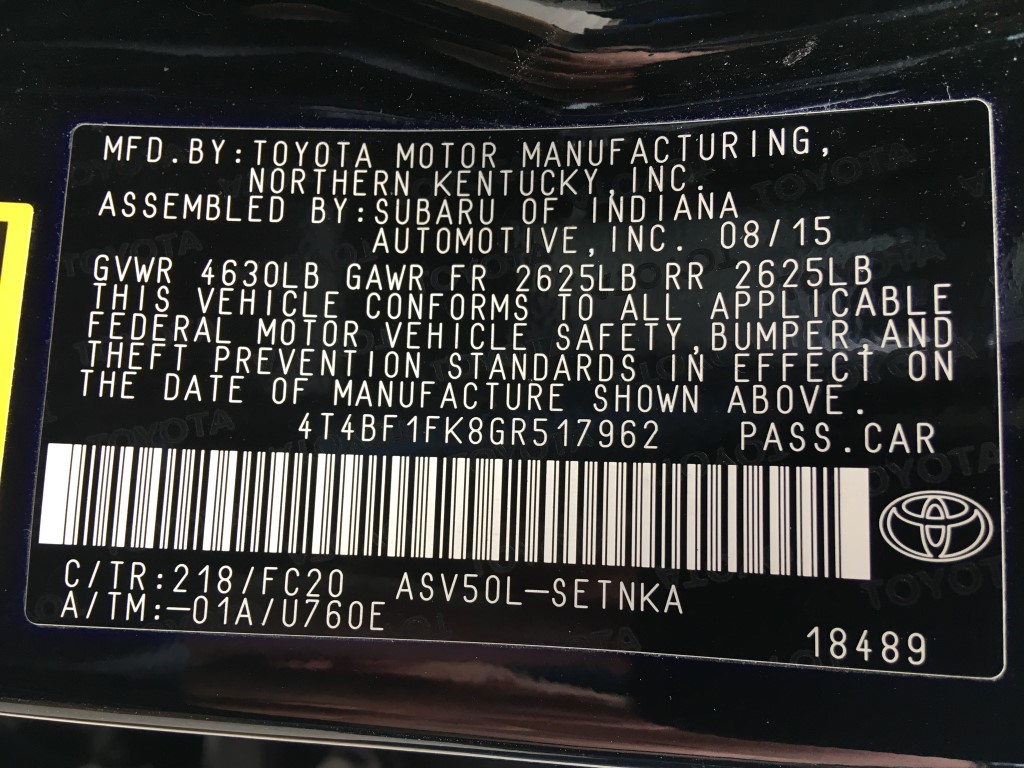 MFD.BY:TOYOTA MOTOR MANUFACTURING,
NORTHERN KENTUCKY,INC.
ASSEMBLED BY:SUBARU OF INDIANA
AUTOMOTIVE,INC. 08/15
GVWR 4630LB GAWR FR 2625LB RR 2625LB
THIS VEHICLE CONFORMS TO ALL APPLICABLE
FEDERAL MOTOR VEHICLE SAFETY,BUMPER,AND
THEFT PREVENTION STANDARDS IN EFFECT ON
THE DATE OF MANUFACTURE SHOWN ABOVE.
4T4BF1FK8GR517962 PASS.CAR
C/TR:218/FC20 ASV50L-SETNKA
A/TM:-01A/U760E
18489